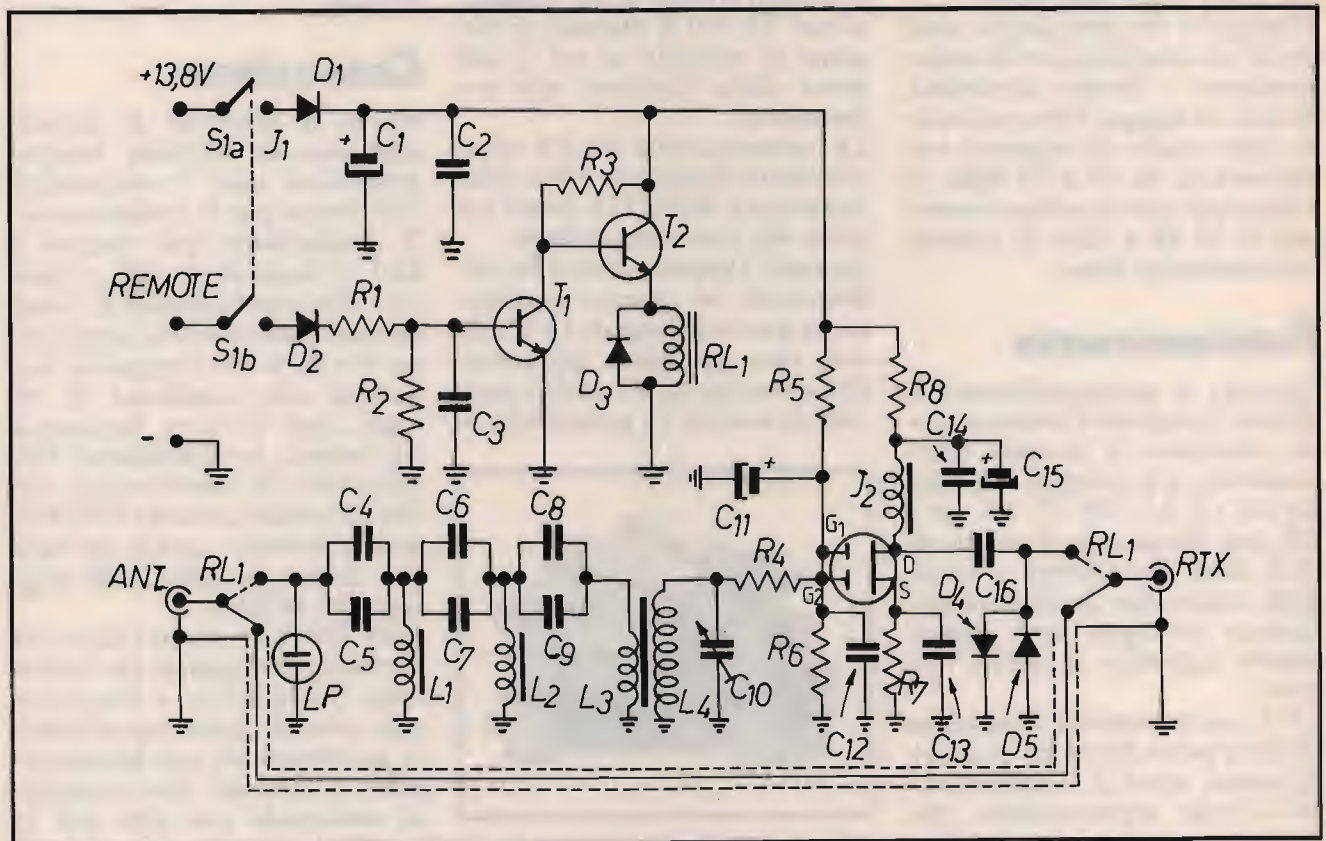 +13,8V
S1a
J1
D1
+
C1
C2
R3
T2
REMOTE
S1b
D2
R1
T1
D3
RL1
R2
C3
R5
R8
-
C14
+
C15
C11
+
J2
C4
C6
C8
G1
ANT
RL1
R4
D
C16
RL1
RTX
G2
S
D4
C5
C7
C9
R6
R7
LP
L1
L2
L3
L4
C10
C12
C13
D5